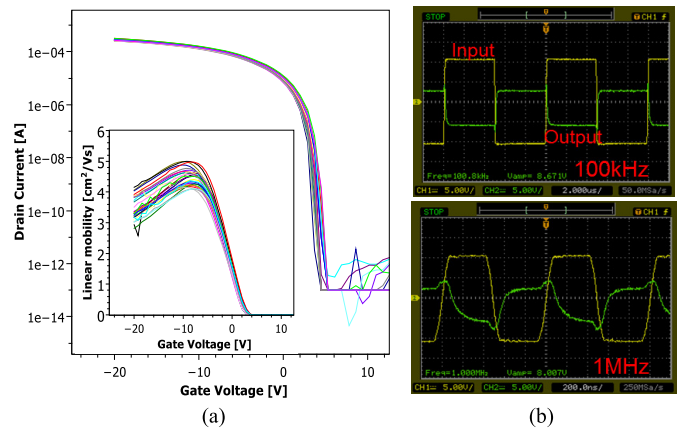 1e−04
1e−06
1e−08
1e−10
1e−12
1e−14
Drain Current [A]
−20
−10
0
10
Gate Voltage [V]
6
5
4
3
2
1
0
Linear mobility [cm²/Vs]
−20
−10
0
10
Gate Voltage [V]
(a)
STOP
T CH1
Input
Output
100kHz
Freq=100.8kHz Vamp= 8.671V
CH1= 5.00V/ CH2= 5.00V/ 2.000us/ 50.0MSa/s
STOP
T CH1
1MHz
Freq=1.000MHz Vamp= 8.007V
CH1= 5.00V/ CH2= 5.00V/ 200.0ns/ 250MSa/s
(b)